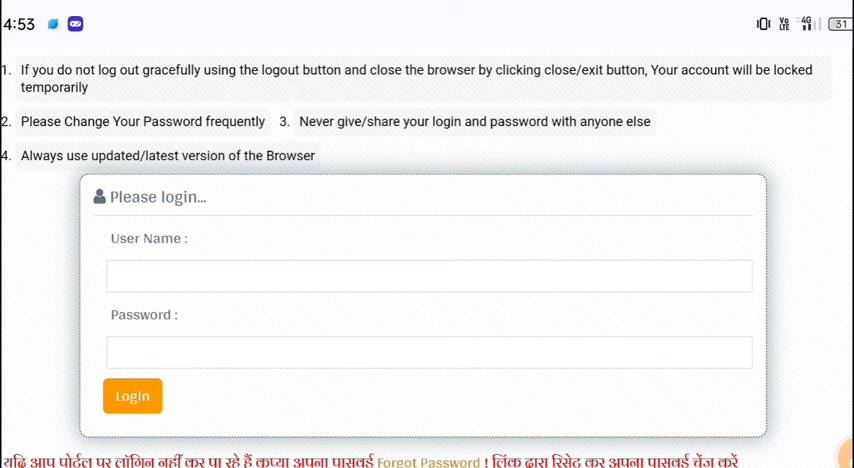 4:53 Vo LTE 4G 31
1. If you do not log out gracefully using the logout button and close the browser by clicking close/exit button, Your account will be locked
temporarily
2. Please Change Your Password frequently 3. Never give/share your login and password with anyone else
4. Always use updated/latest version of the Browser
Please login...
User Name :
Password :
Login
यदि आप पोर्टल पर लॉगिन नहीं कर पा रहे हैं कप्या अपना पासवर्ड Forgot Password ! लिंक द्वारा रिसेट कर अपना पासवर्ड चेंज करें